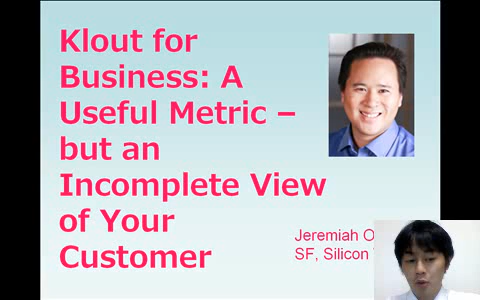 Klout for
Business: A
Useful Metric –
but an
Incomplete View
of Your
Customer
Jeremiah O
SF, Silicon